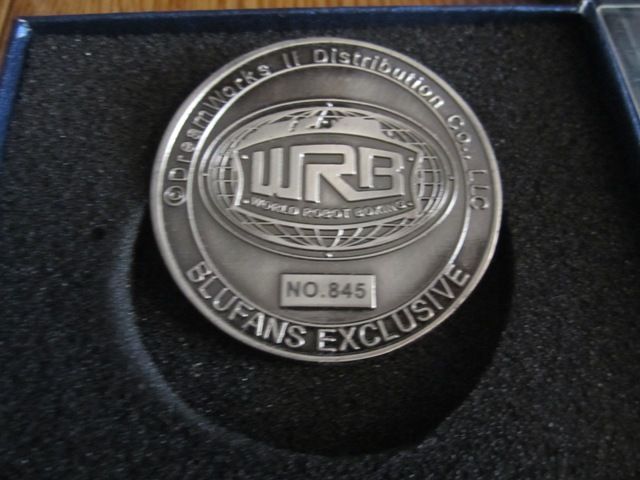 ©DreamWorks II Distribution Co., LLC
WRB
WORLD ROBOT BOXING
NO.845
BLUFANS EXCLUSIVE